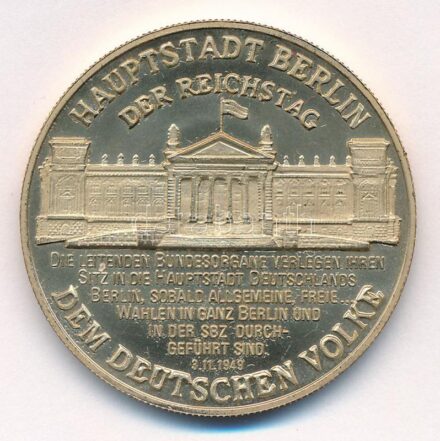 HAUPTSTADT BERLIN
DER REICHSTAG
DIE LEITENDEN BUNDESORGANE VERLEGEN IHREN
SITZ IN DIE HAUPTSTADT DEUTSCHLANDS
BERLIN, SOBALD ALLGEMEINE, FREIE...
WAHLEN IN GANZ BERLIN UND
IN DER SBZ DURCH-
GEFÜHRT SIND.
3.11.1949
DEM DEUTSCHEN VOLKE